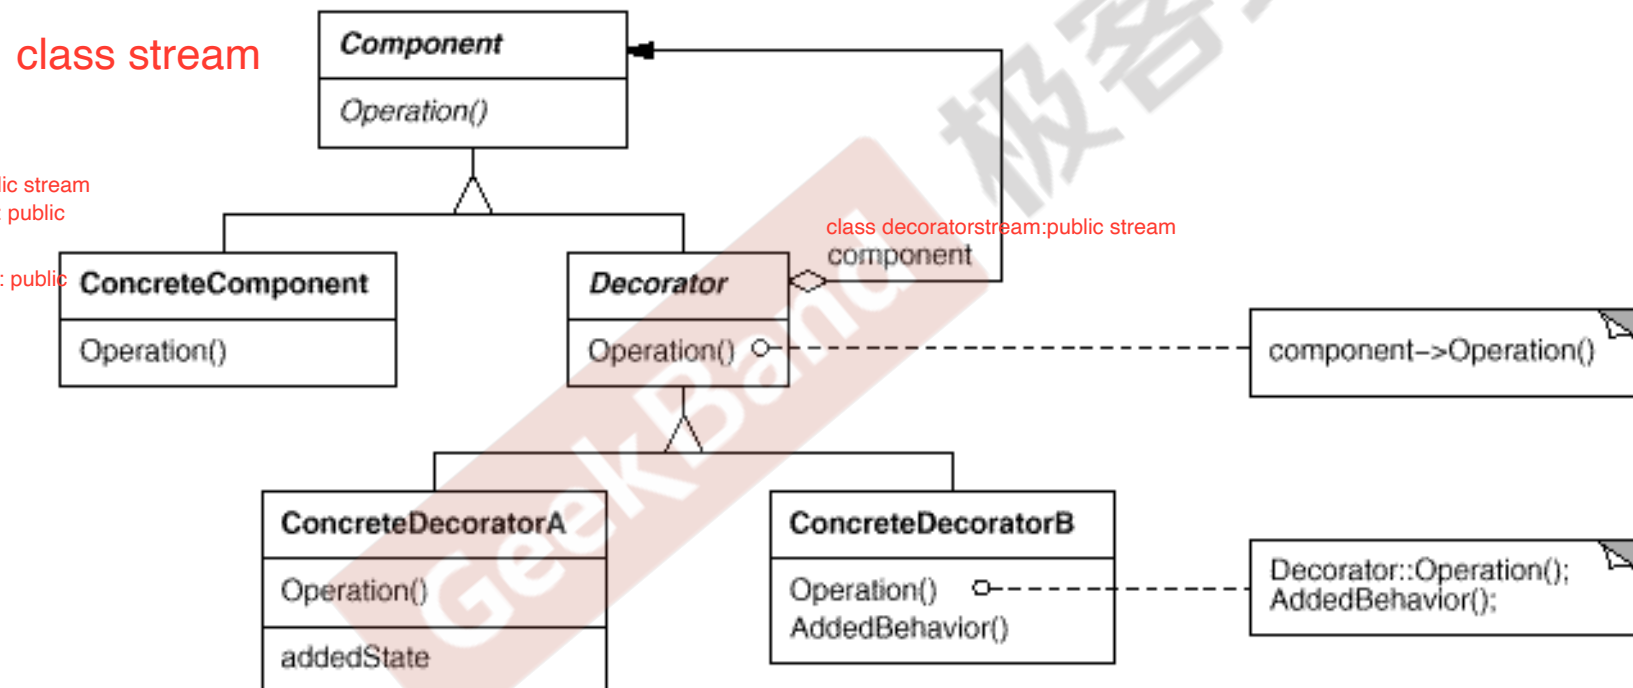 class stream
Component
Operation()
lic stream
: public
: public
class decoratorstream:public stream
component
ConcreteComponent
Operation()
Decorator
Operation()
component–>Operation()
ConcreteDecoratorA
Operation()
addedState
ConcreteDecoratorB
Operation()
AddedBehavior()
Decorator::Operation();
AddedBehavior();
GeekBand
极客